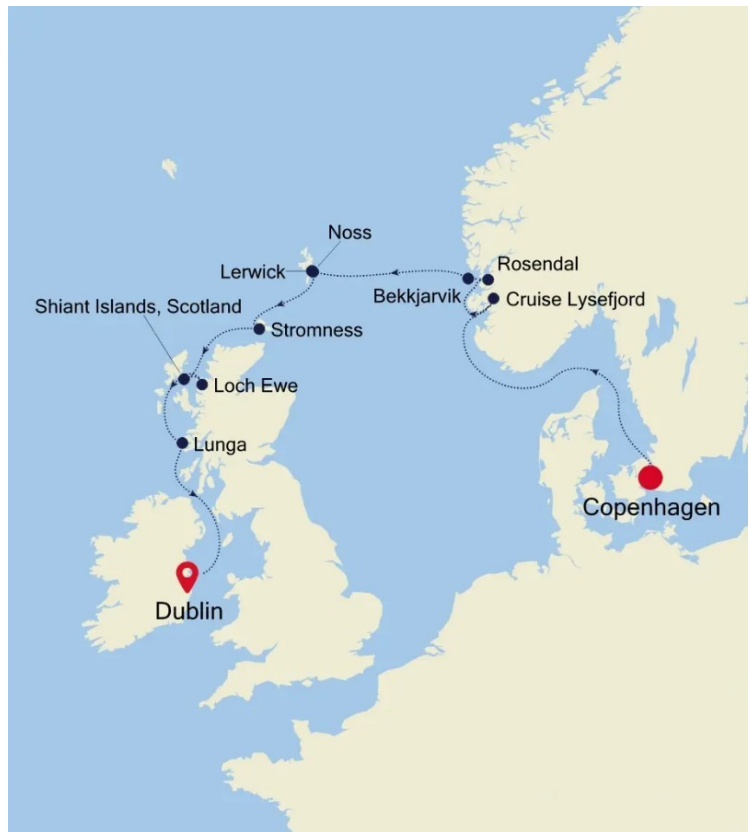 Noss
Lerwick
Rosendal
Bekkjarvik
Cruise Lysefjord
Shiant Islands, Scotland
Stromness
Loch Ewe
Lunga
Copenhagen
Dublin